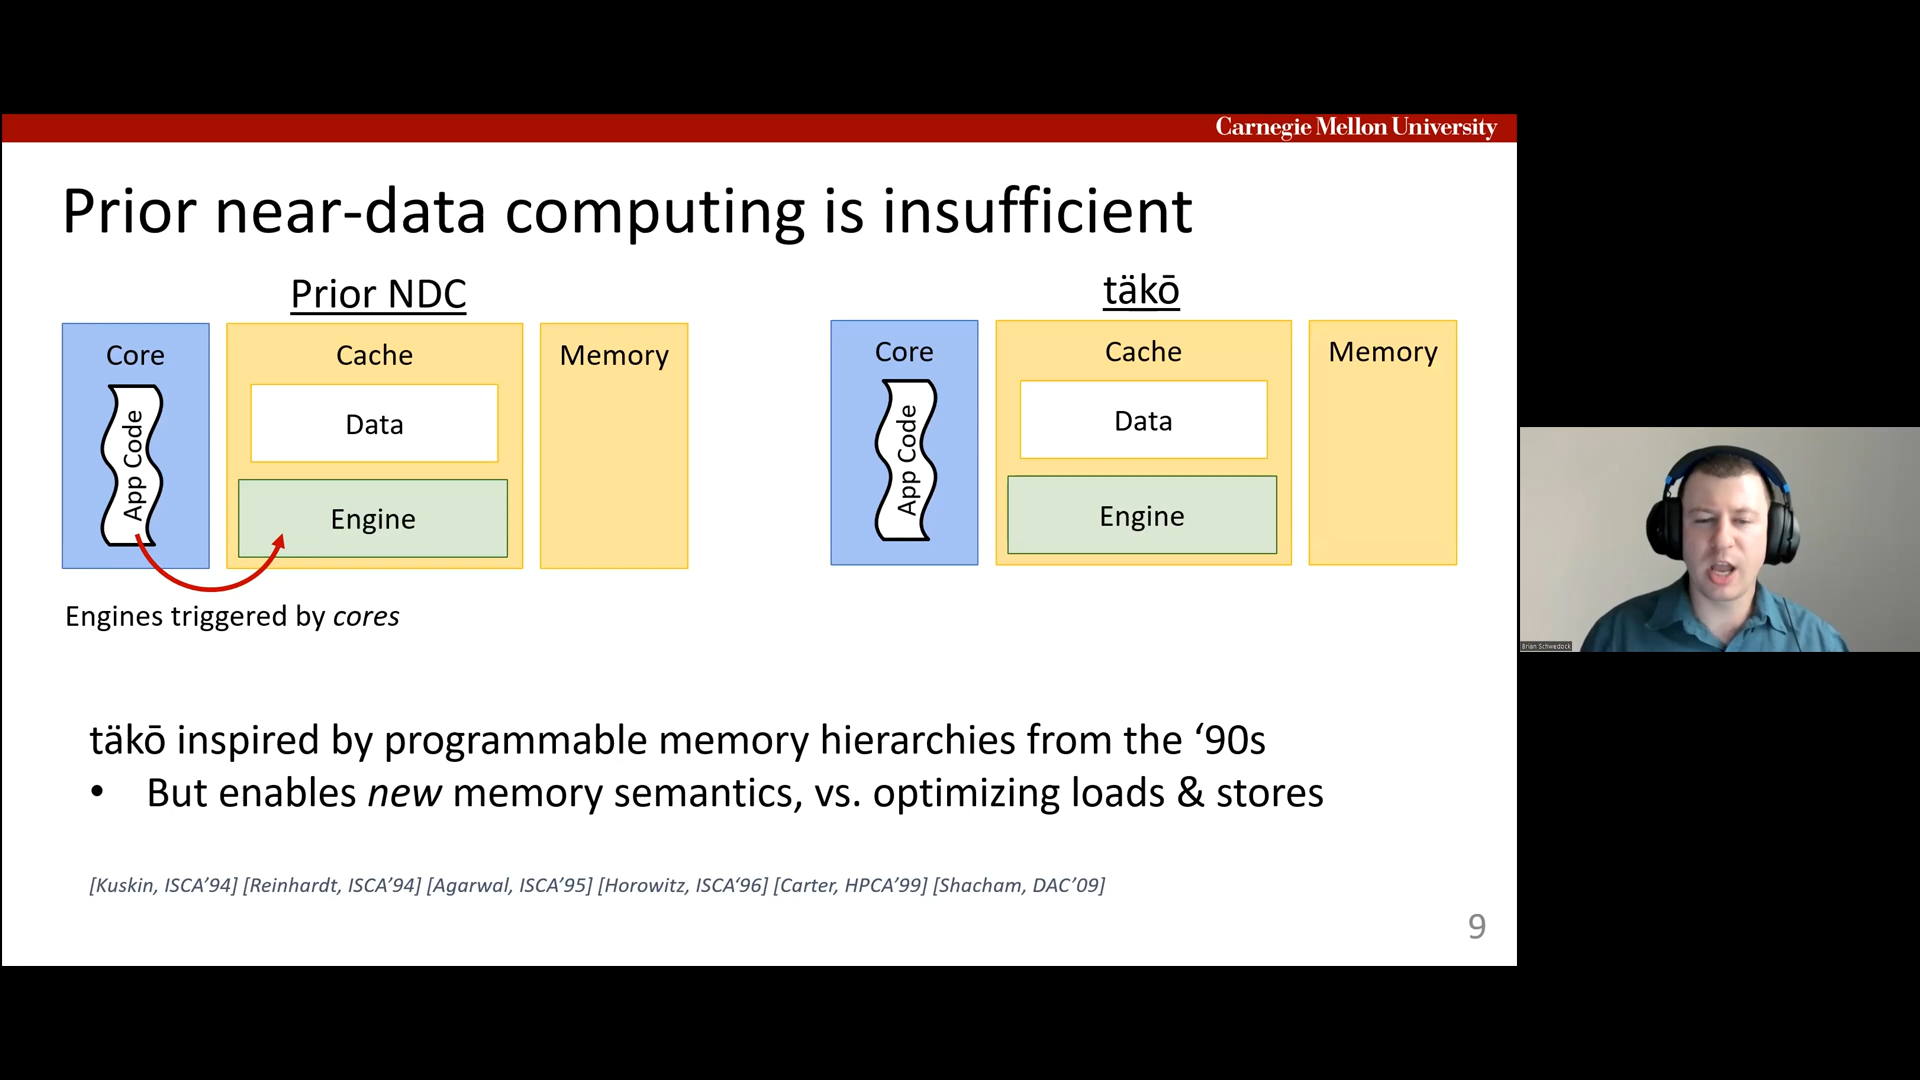 Carnegie Mellon University
Prior near-data computing is insufficient
Prior NDC
Core
App Code
Cache
Data
Engine
Memory
Engines triggered by cores
täkō
Core
App Code
Cache
Data
Engine
Memory
täkō inspired by programmable memory hierarchies from the ‘90s
• But enables new memory semantics, vs. optimizing loads & stores
[Kuskin, ISCA’94] [Reinhardt, ISCA’94] [Agarwal, ISCA’95] [Horowitz, ISCA‘96] [Carter, HPCA’99] [Shacham, DAC’09]
9
Brian Schwedock